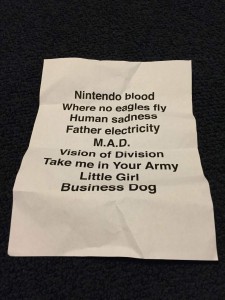 Nintendo blood
Where no eagles fly
Human sadness
Father electricity
M.A.D.
Vision of Division
Take me in Your Army
Little Girl
Business Dog